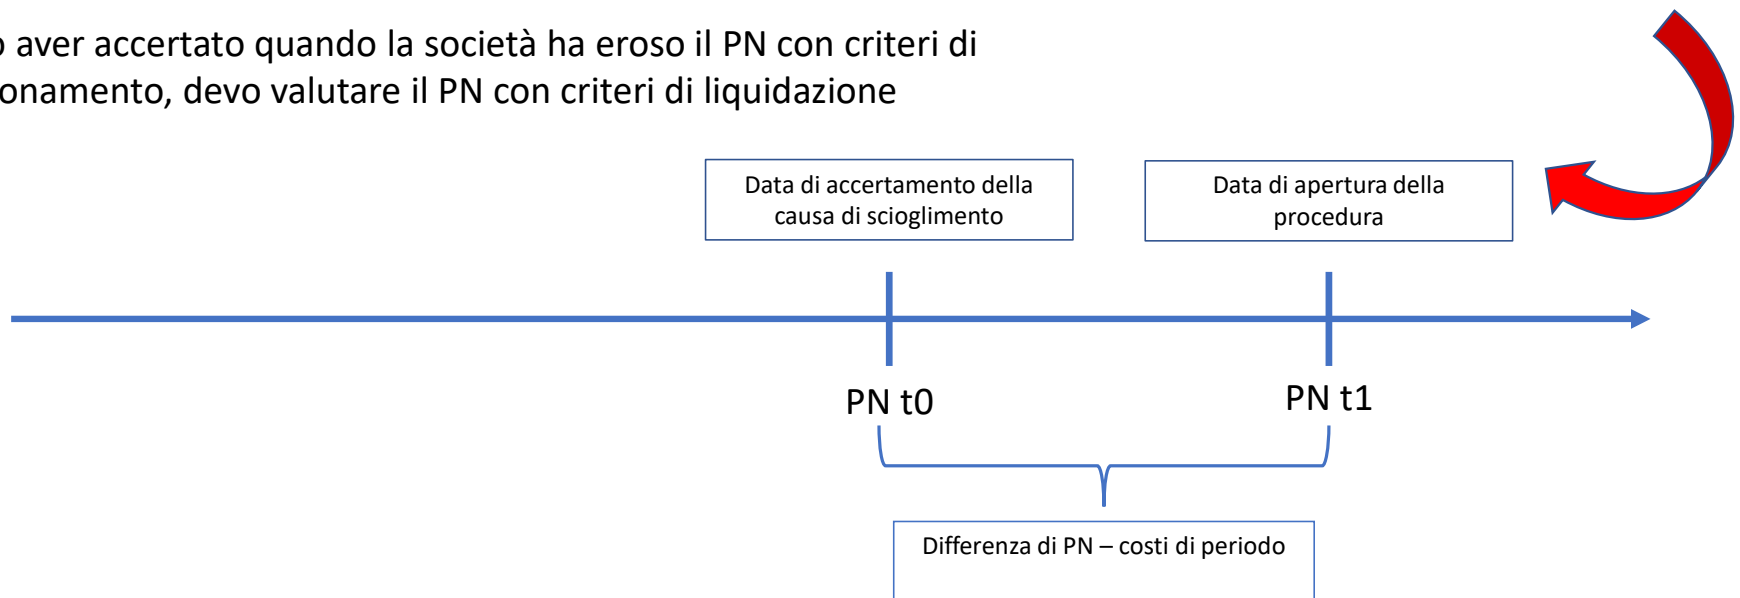 aver accertato quando la società ha eroso il PN con criteri di
devo valutare il PN con criteri di liquidazione
Data di accertamento della
causa di scioglimento
Data di apertura della
procedura
PN t0
PN t1
Differenza di PN – costi di periodo